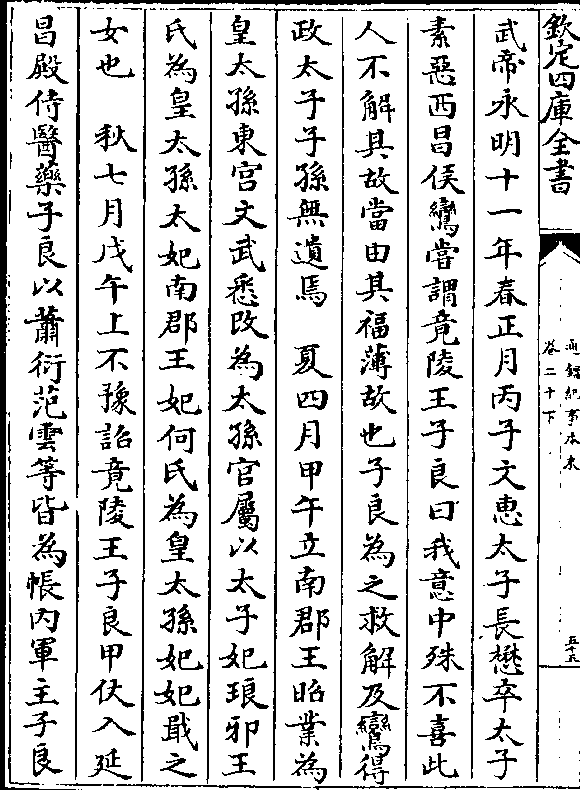 欽定四庫全書
通鑑紀事本末
卷二十下
五十五
武帝永明十一年春正月丙子文惠太子長懋卒太子
素惡西昌侯鸞嘗謂竟陵王子良曰我意中殊不喜此
人不解其故當由其福薄故也子良為之救解及鸞得
政太子子孫無遺焉　夏四月甲午立南郡王昭業為
皇太孫東宮文武悉改為太孫官屬以太子妃琅邪王
氏為皇太孫太妃南郡王妃何氏為皇太孫妃妃戢之
女也　秋七月戊午上不豫詔竟陵王子良甲仗入延
昌殿侍醫藥子良以蕭衍范雲等皆為帳內軍主子良